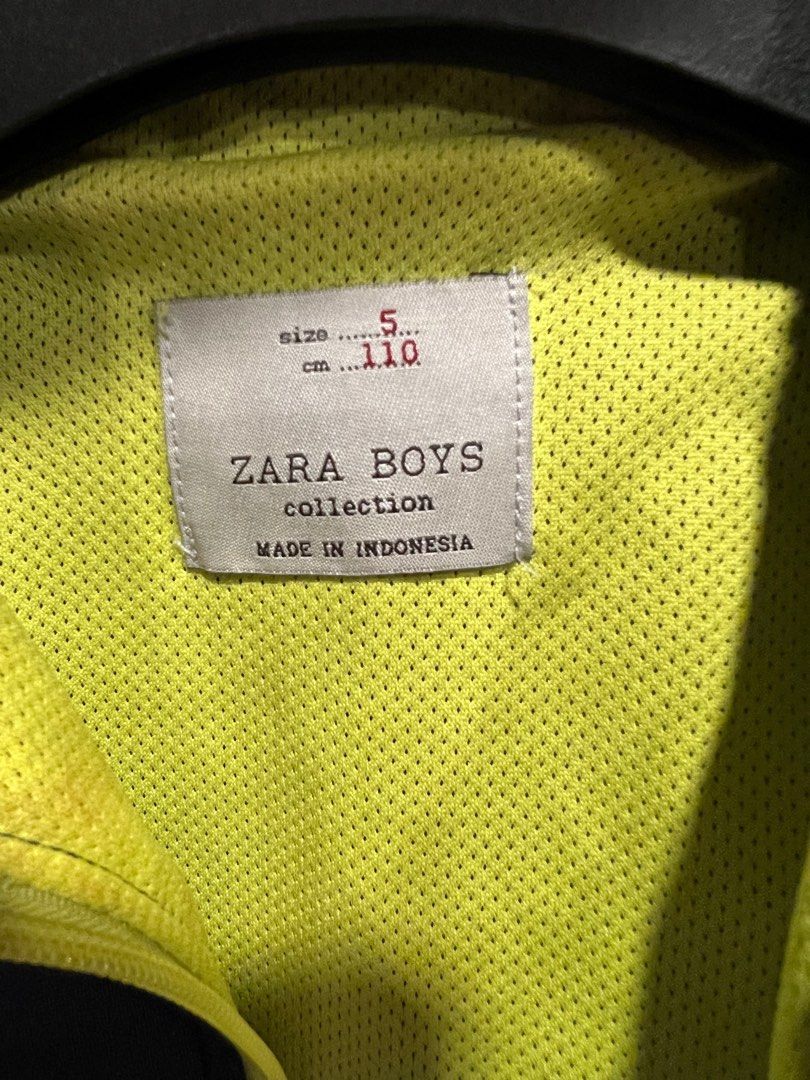 size ......5...
cm ...110
ZARA BOYS
collection
MADE IN INDONESIA